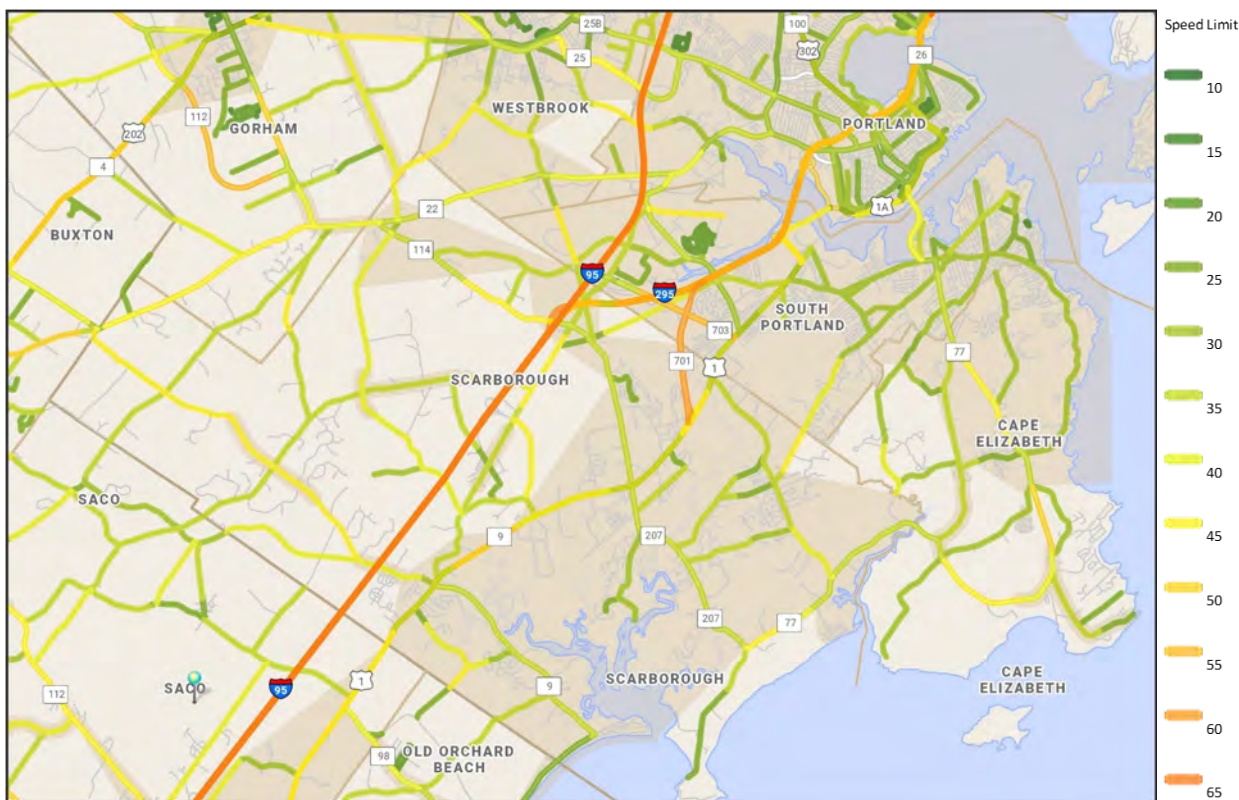 Speed Limit
25B
100
302
26
25
WESTBROOK
112
GORHAM
PORTLAND
202
4
22
1A
BUXTON
114
95
295
SOUTH
PORTLAND
703
701
1
77
SCARBOROUGH
CAPE
ELIZABETH
SACO
9
207
207
77
SACO
95
1
9
SCARBOROUGH
CAPE
ELIZABETH
112
98
OLD ORCHARD
BEACH
10
15
20
25
30
35
40
45
50
55
60
65